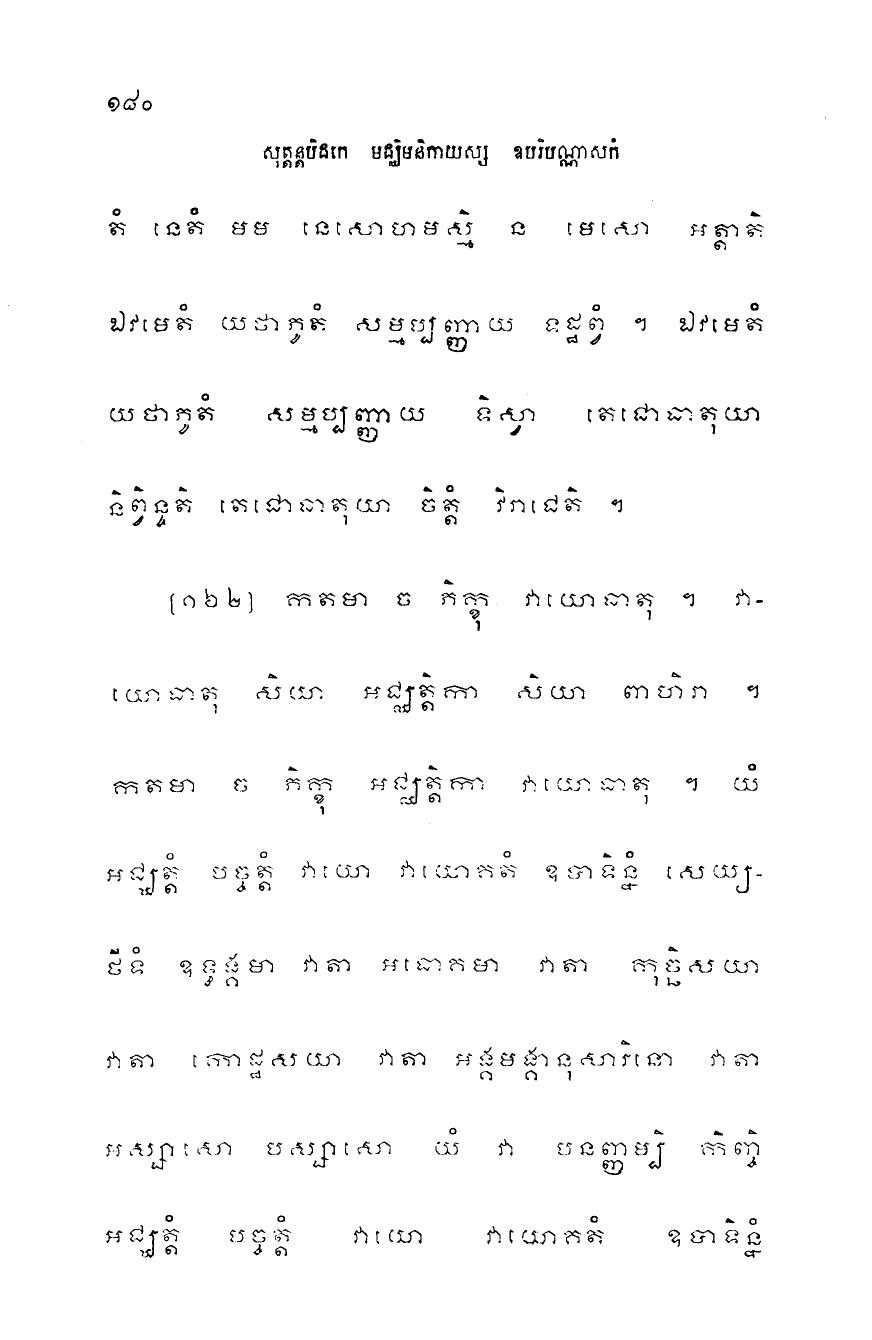 ១៨០
សុត្តន្តបិដកេ មជ្ឈិមនិកាយស្ស ឧបរិបណ្ណាសកំ
តំ នេតំ មម នេសោហមស្មិ ន មេសោ អត្តាតិ
ឯវមេតំ យថាភូតំ សម្មប្បញ្ញាយ ទដ្ឋព្វំ ។ ឯវមេតំ
យថាភូតំ សម្មប្បញ្ញាយ ទិស្វា តេជោធាតុយា
និព្វិន្ទតិ តេជោធាតុយា ចិត្តំ វិរាជេតិ ។
(១៦២) កតមា ច ភិក្ខុ វាយោធាតុ ។ វា-
យោធាតុ សិយា អជ្ឈត្តិកា សិយា ពាហិរា ។
កតមា ច ភិក្ខុ អជ្ឈត្តិកា វាយោធាតុ ។ យំ
អជ្ឈត្តំ បច្ចត្តំ វាយោ វាយោគតំ ឧបាទិន្នំ សេយ្យ-
ថីទំ ឧទ្ធង្គមា វាតា អធោគមា វាតា កុច្ឆិសយា
វាតា កោដ្ឋសយា វាតា អង្គមង្គានុសារិនោ វាតា
អស្សាសោ បស្សាសោ យំ វា បនញ្ញម្បិ កិញ្ចិ
អជ្ឈត្តំ បច្ចត្តំ វាយោ វាយោគតំ ឧបាទិន្នំ